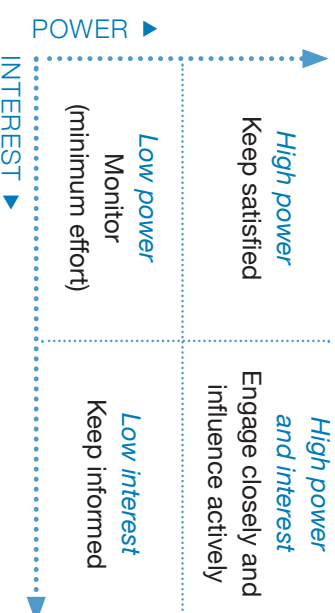 POWER ▶
High power
Keep satisfied
High power
and interest
Engage closely and
influence actively
Low power
Monitor
(minimum effort)
Low interest
Keep informed
INTEREST ▶